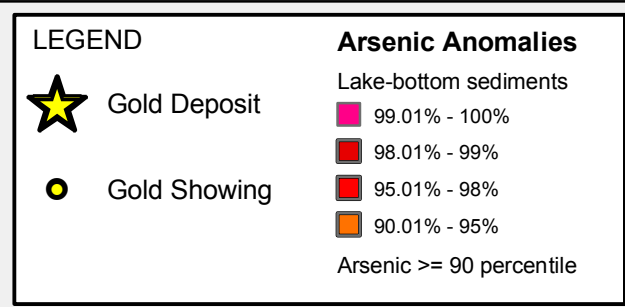 LEGEND
Gold Deposit
Gold Showing
Arsenic Anomalies
Lake-bottom sediments
99.01% - 100%
98.01% - 99%
95.01% - 98%
90.01% - 95%
Arsenic >= 90 percentile